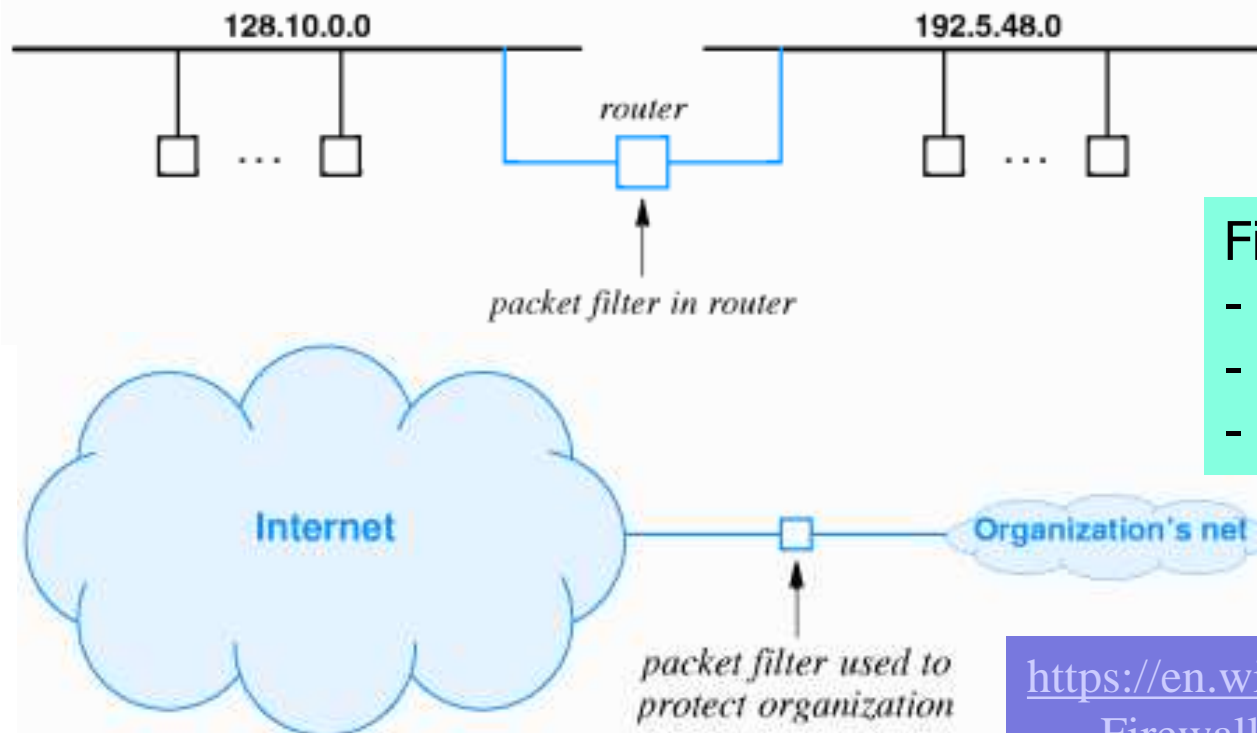 128.10.0.0
192.5.48.0
router
... 
...
packet filter in router
-
-
-
Internet
Organization's net
packet filter used to
protect organization
Firewall